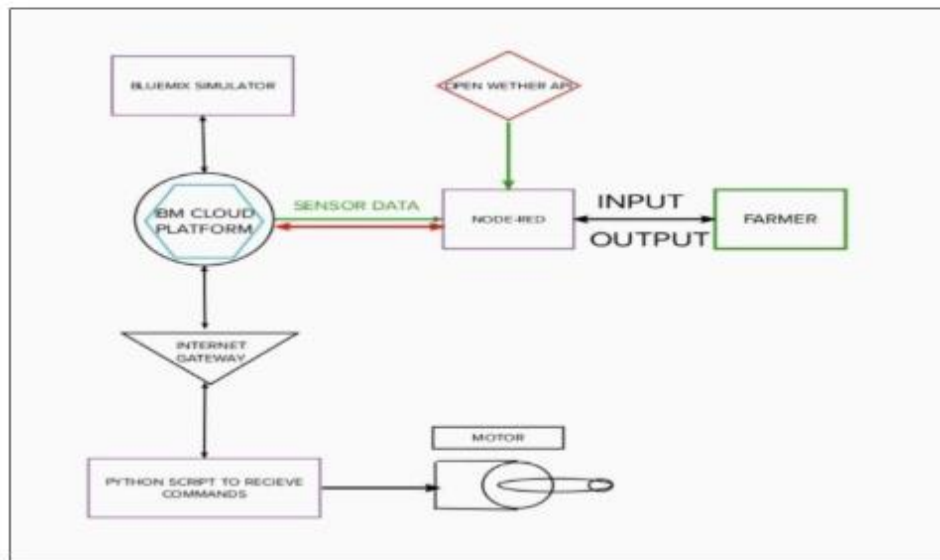 BLUEMIX SIMULATOR
OPEN WETHER API
IBM CLOUD
PLATFORM
SENSOR DATA
NODE-RED
INPUT
OUTPUT
FARMER
INTERNET
GATEWAY
MOTOR
PYTHON SCRIPT TO RECIEVE
COMMANDS